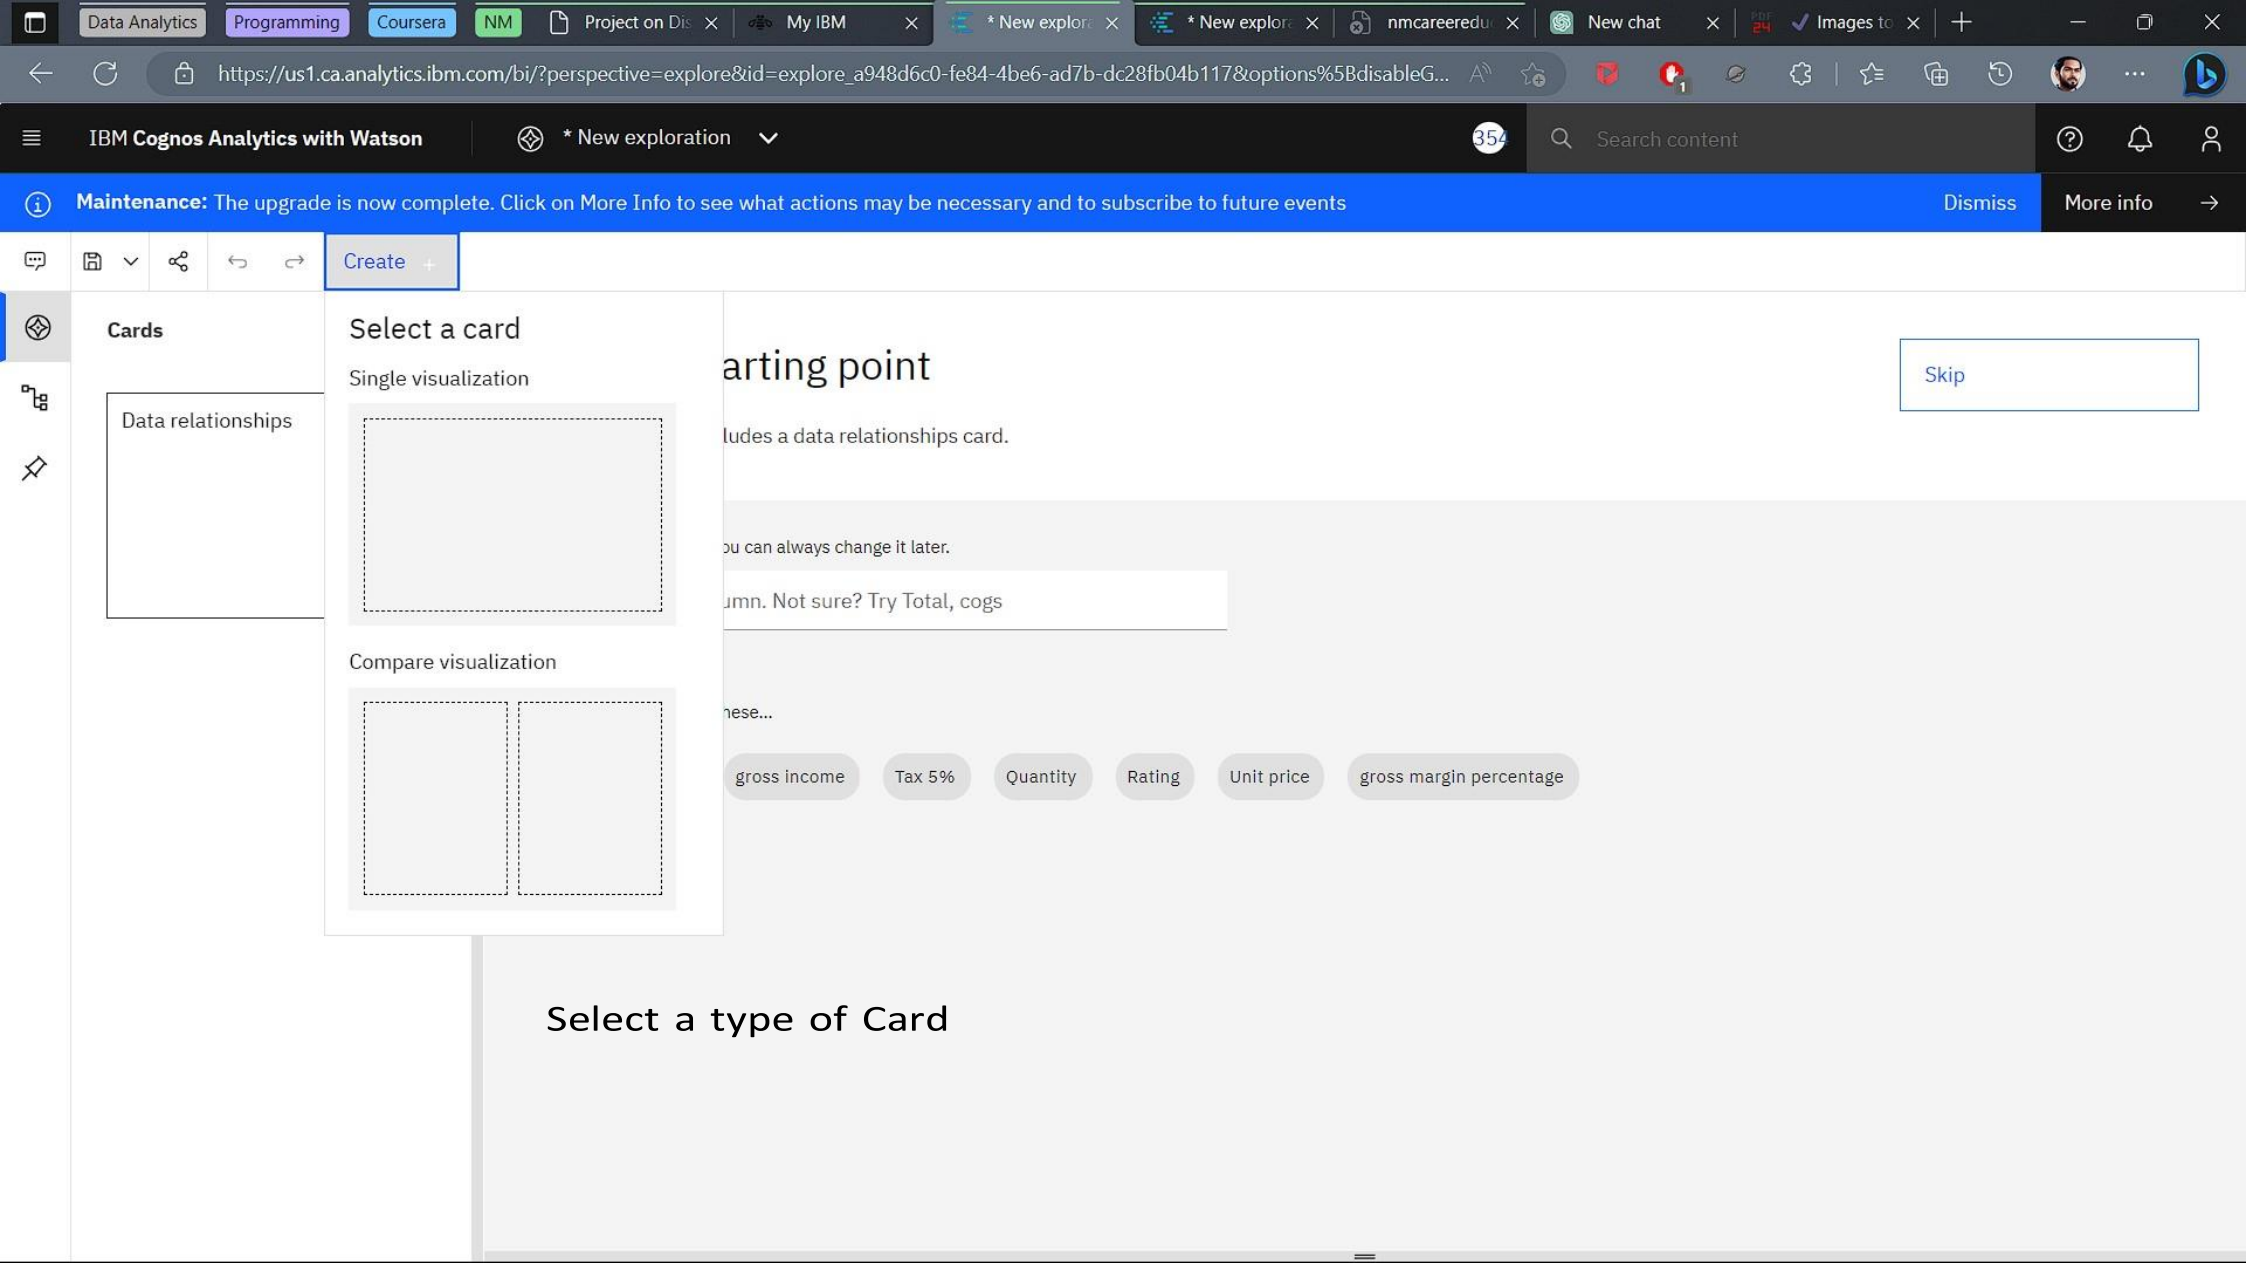 Data Analytics Programming Coursera NM Project on Dis My IBM * New explora * New explora nmcareeredu New chat Images to
https://us1.ca.analytics.ibm.com/bi/?perspective=explore&id=explore_a948d6c0-fe84-4be6-ad7b-dc28fb04b117&options%5BdisableG...
1
IBM Cognos Analytics with Watson * New exploration 354 Search content
Maintenance: The upgrade is now complete. Click on More Info to see what actions may be necessary and to subscribe to future events Dismiss More info
Create
Cards
Data relationships
Select a card
Single visualization
Compare visualization
arting point
Skip
ludes a data relationships card.
ou can always change it later.
umn. Not sure? Try Total, cogs
hese...
gross income Tax 5% Quantity Rating Unit price gross margin percentage
Select a type of Card